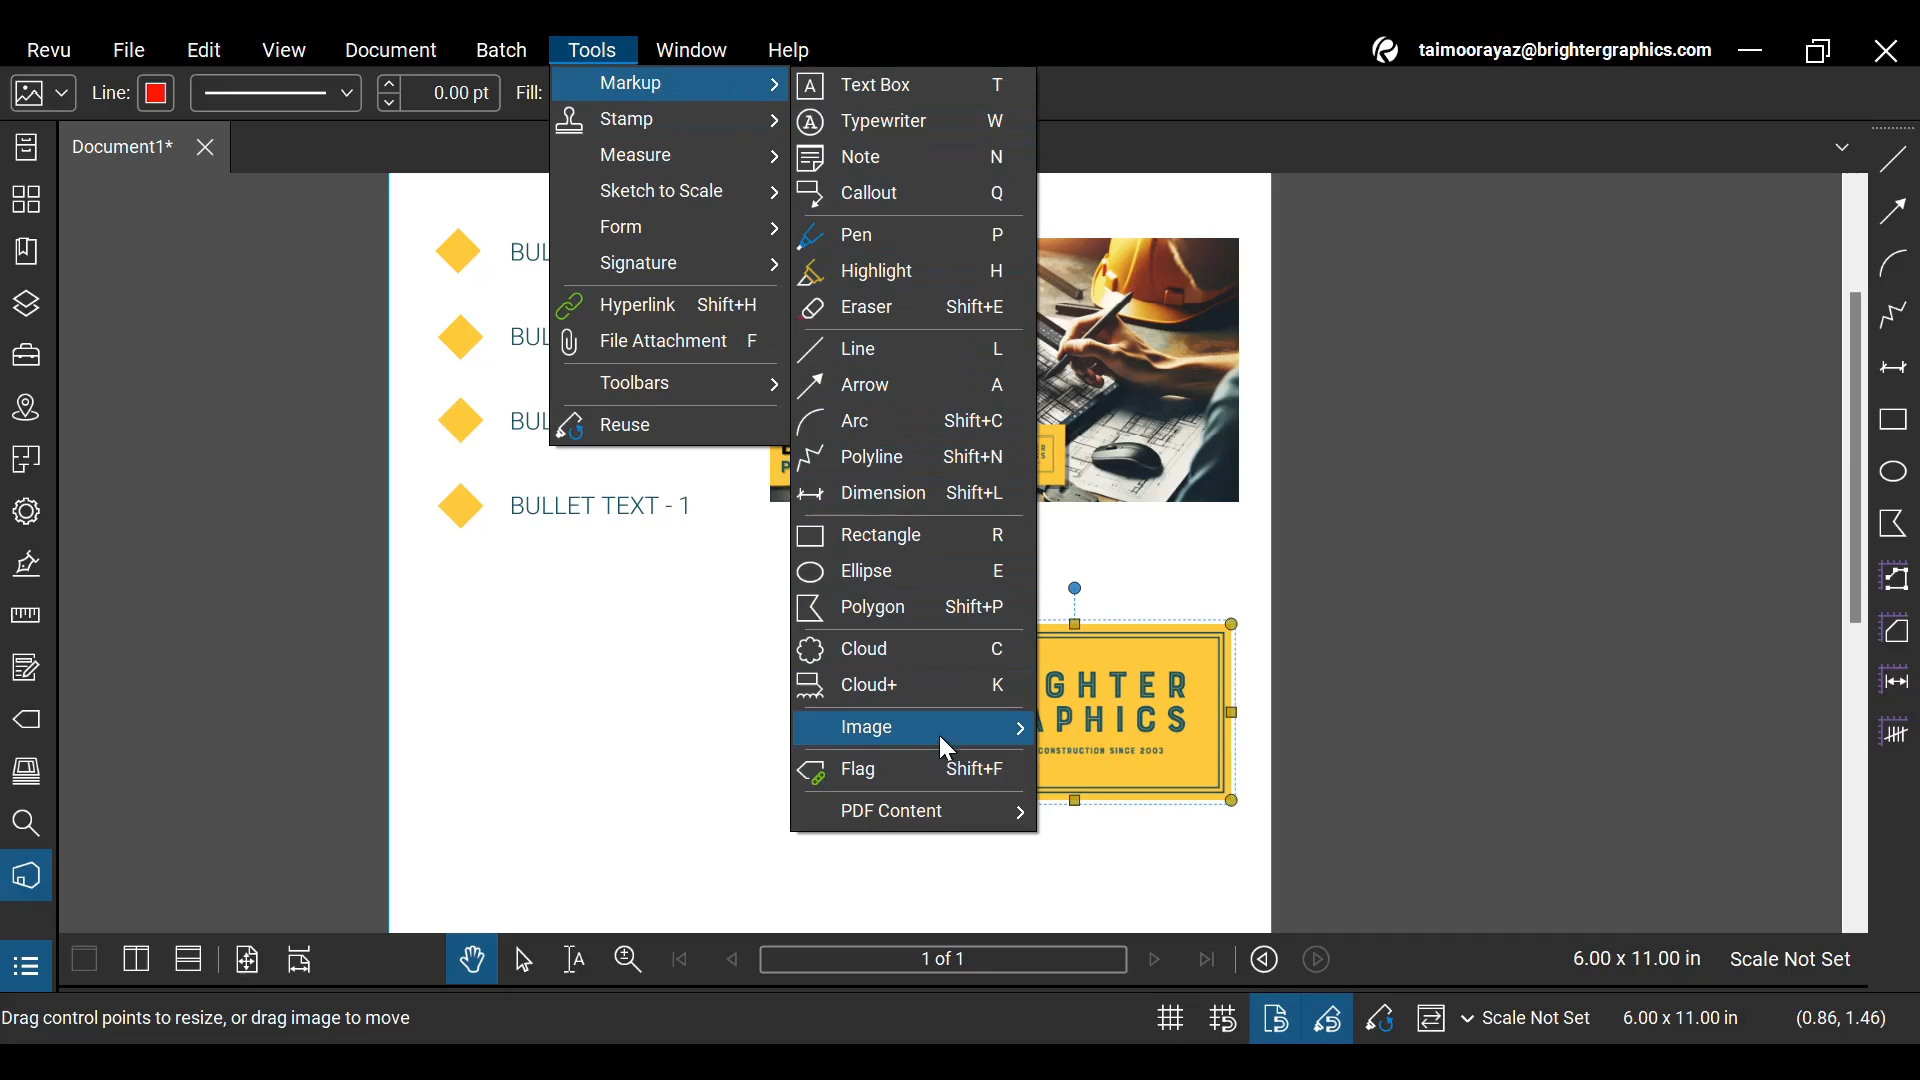 Revu File Edit View Document Batch Tools Window Help taimoorayaz@brightergraphics.com
Line: 0.00 pt Fill:
Document1*
Markup
Stamp
Measure
Sketch to Scale
Form
Signature
Hyperlink Shift+H
File Attachment F
Toolbars
Reuse
Text Box T
Typewriter W
Note N
Callout Q
Pen P
Highlight H
Eraser Shift+E
Line L
Arrow A
Arc Shift+C
Polyline Shift+N
Dimension Shift+L
Rectangle R
Ellipse E
Polygon Shift+P
Cloud C
Cloud+ K
Image
Flag Shift+F
PDF Content
BUL
BUL
BUL
BULLET TEXT - 1
GHTER
APHICS
CONSTRUCTION SINCE 2003
1 of 1 6.00 x 11.00 in Scale Not Set
Drag control points to resize, or drag image to move Scale Not Set 6.00 x 11.00 in (0.86, 1.46)